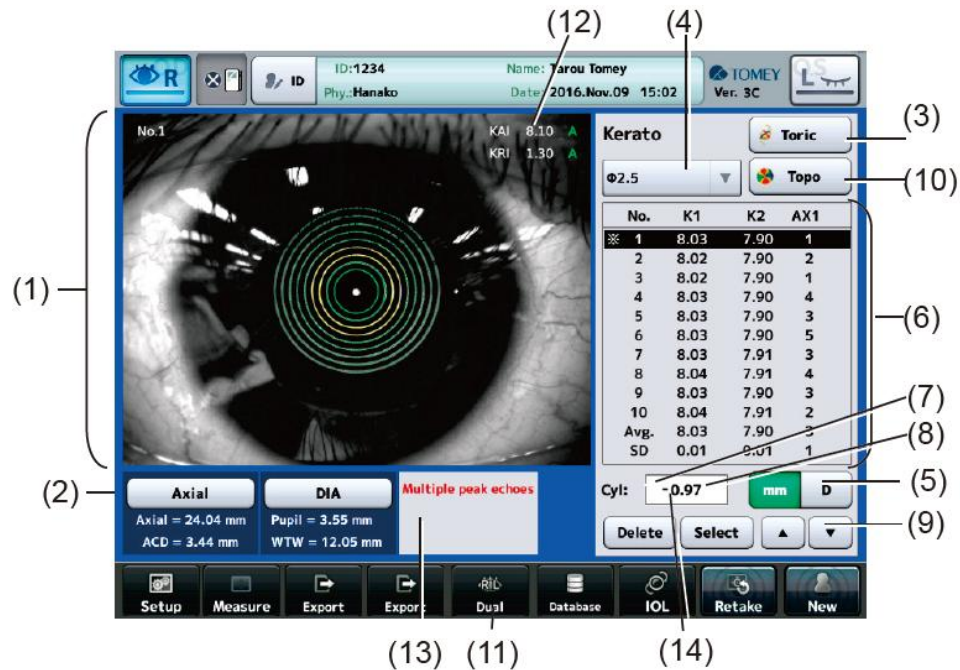 (12)
(4)
R
ID
ID:1234
Name: Tarou Tomey
Phy.:Hanako
Date: 2016.Nov.09 15:02
TOMEY
Ver. 3C
L
No.1
KAI 8.10 A
KRI 1.30 A
Kerato
Toric
(3)
Φ2.5 ▼
Topo
(10)
No. K1 K2 AX1
※ 1 8.03 7.90 1
2 8.02 7.90 2
3 8.02 7.90 1
4 8.03 7.90 4
5 8.03 7.90 3
6 8.03 7.90 5
7 8.03 7.91 3
8 8.04 7.91 4
9 8.03 7.90 3
10 8.04 7.91 2
Avg. 8.03 7.90 3
SD 0.01 0.01 1
(1)
(6)
(7)
(8)
(2)
Axial
Axial = 24.04 mm
ACD = 3.44 mm
DIA
Pupil = 3.55 mm
WTW = 12.05 mm
Multiple peak echoes
Cyl: -0.97
mm
D
(5)
Delete
Select
▲
▼
(9)
Setup
Measure
Export
Export
RL
Dual
Database
IOL
Retake
New
(13)
(11)
(14)